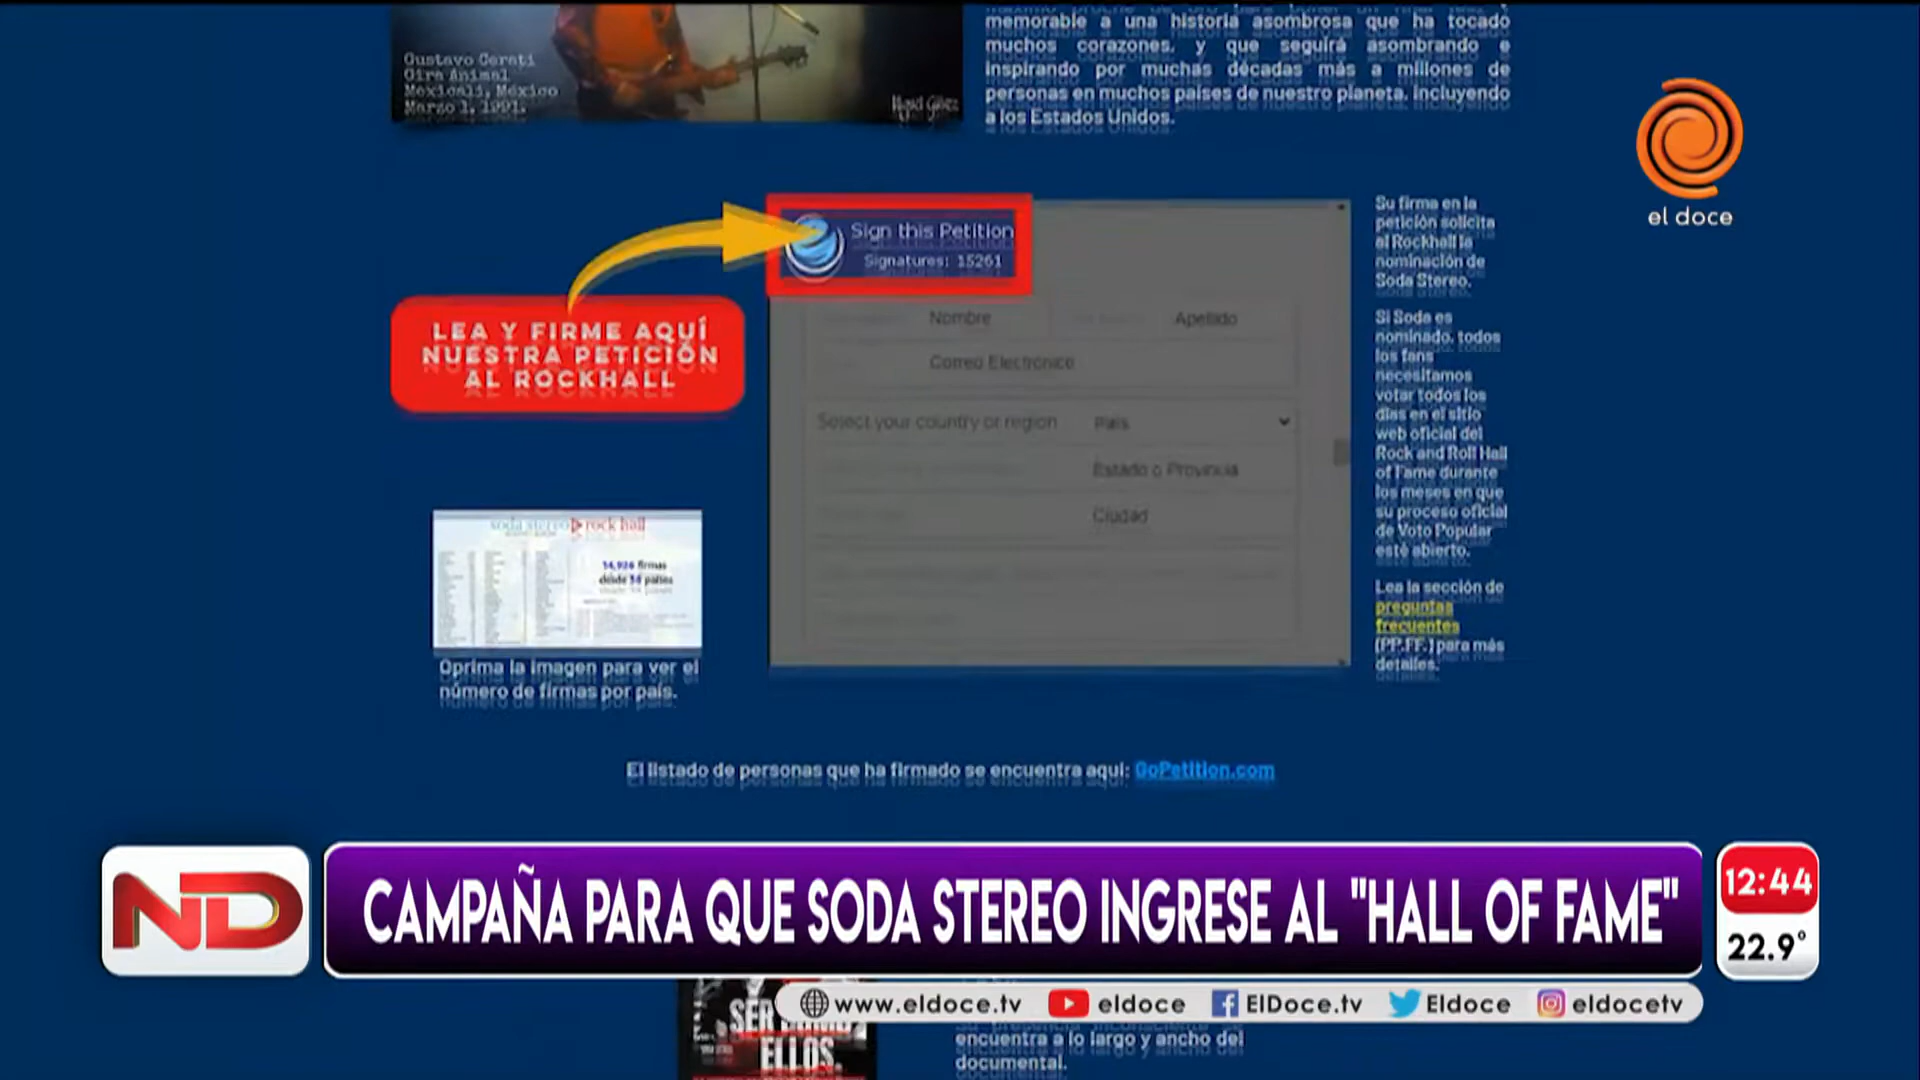 memorable a una historia asombrosa que ha tocado
muchos corazones, y que seguirá asombrando e
inspirando por muchas décadas más a millones de
personas en muchos países de nuestro planeta, incluyendo
a los Estados Unidos.
Gustavo Cerati
Gira Animal
Mexicali, México
Marzo 1, 1991.
el doce
Sign this Petition
Signatures: 15261
LEA Y FIRME AQUÍ
NUESTRA PETICIÓN
AL ROCKHALL
Nombre
Apellido
Correo Electrónico
Select your country or region
País
Estado o Provincia
Ciudad
Su firma en la
petición solicita
al Rockhall la
nominación de
Soda Stereo.
Si Soda es
nominado, todos
los fans
necesitamos
votar todos los
días en el sitio
web oficial del
Rock and Roll Hall
of Fame durante
los meses en que
su proceso oficial
de Voto Popular
esté abierto.
Lea la sección de
preguntas
frecuentes
(PP.FF.) para más
detalles.
soda stereo rock hall
14,926 firmas
desde 54 países
Oprima la imagen para ver el
número de firmas por país.
El listado de personas que ha firmado se encuentra aquí: GoPetition.com
ND
CAMPAÑA PARA QUE SODA STEREO INGRESE AL "HALL OF FAME"
12:44
22.9°
www.eldoce.tv eldoce ElDoce.tv Eldoce eldocetv
SER
ELLOS.
encuentra a lo largo y ancho del
documental.